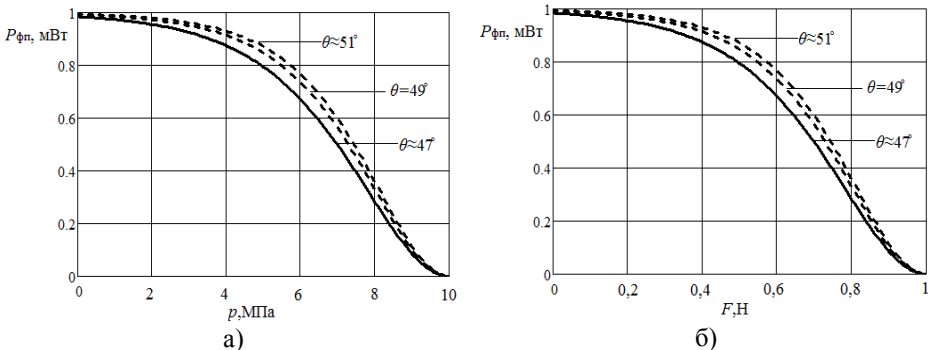 Pфп, мВт
1
0.8
0.6
0.4
0.2
0
θ≈51°
θ=49°
θ≈47°
0 2 4 6 8 10
p,МПа
а)
Pфп, мВт
1
0.8
0.6
0.4
0.2
0
θ≈51°
θ=49°
θ≈47°
0 0,2 0,4 0,6 0,8 1
F,Н
б)